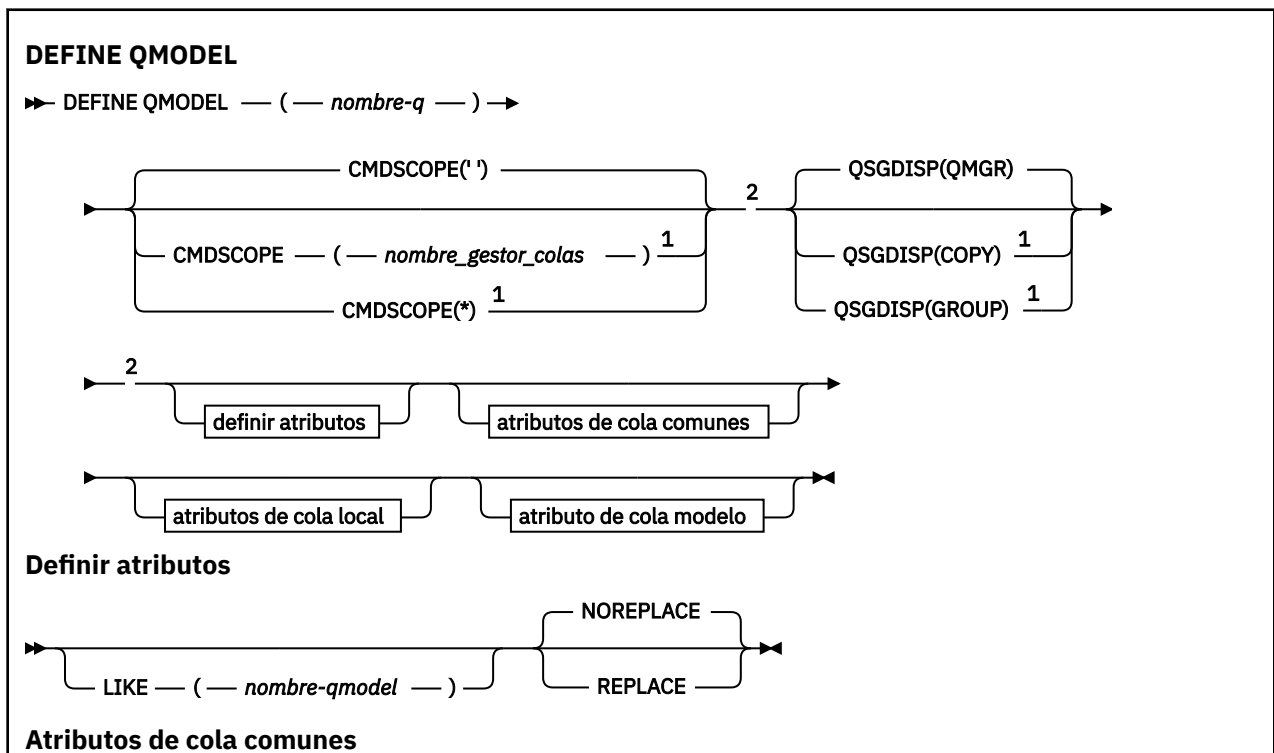 DEFINE QMODEL
DEFINE QMODEL ( nombre-q )
CMDSCOPE(' ')
CMDSCOPE ( nombre_gestor_colas ) 1
CMDSCOPE(*) 1
2
QSGDISP(QMGR)
QSGDISP(COPY) 1
QSGDISP(GROUP) 1
2
definir atributos
atributos de cola comunes
atributos de cola local
atributo de cola modelo
Definir atributos
LIKE ( nombre-qmodel )
NOREPLACE
REPLACE
Atributos de cola comunes